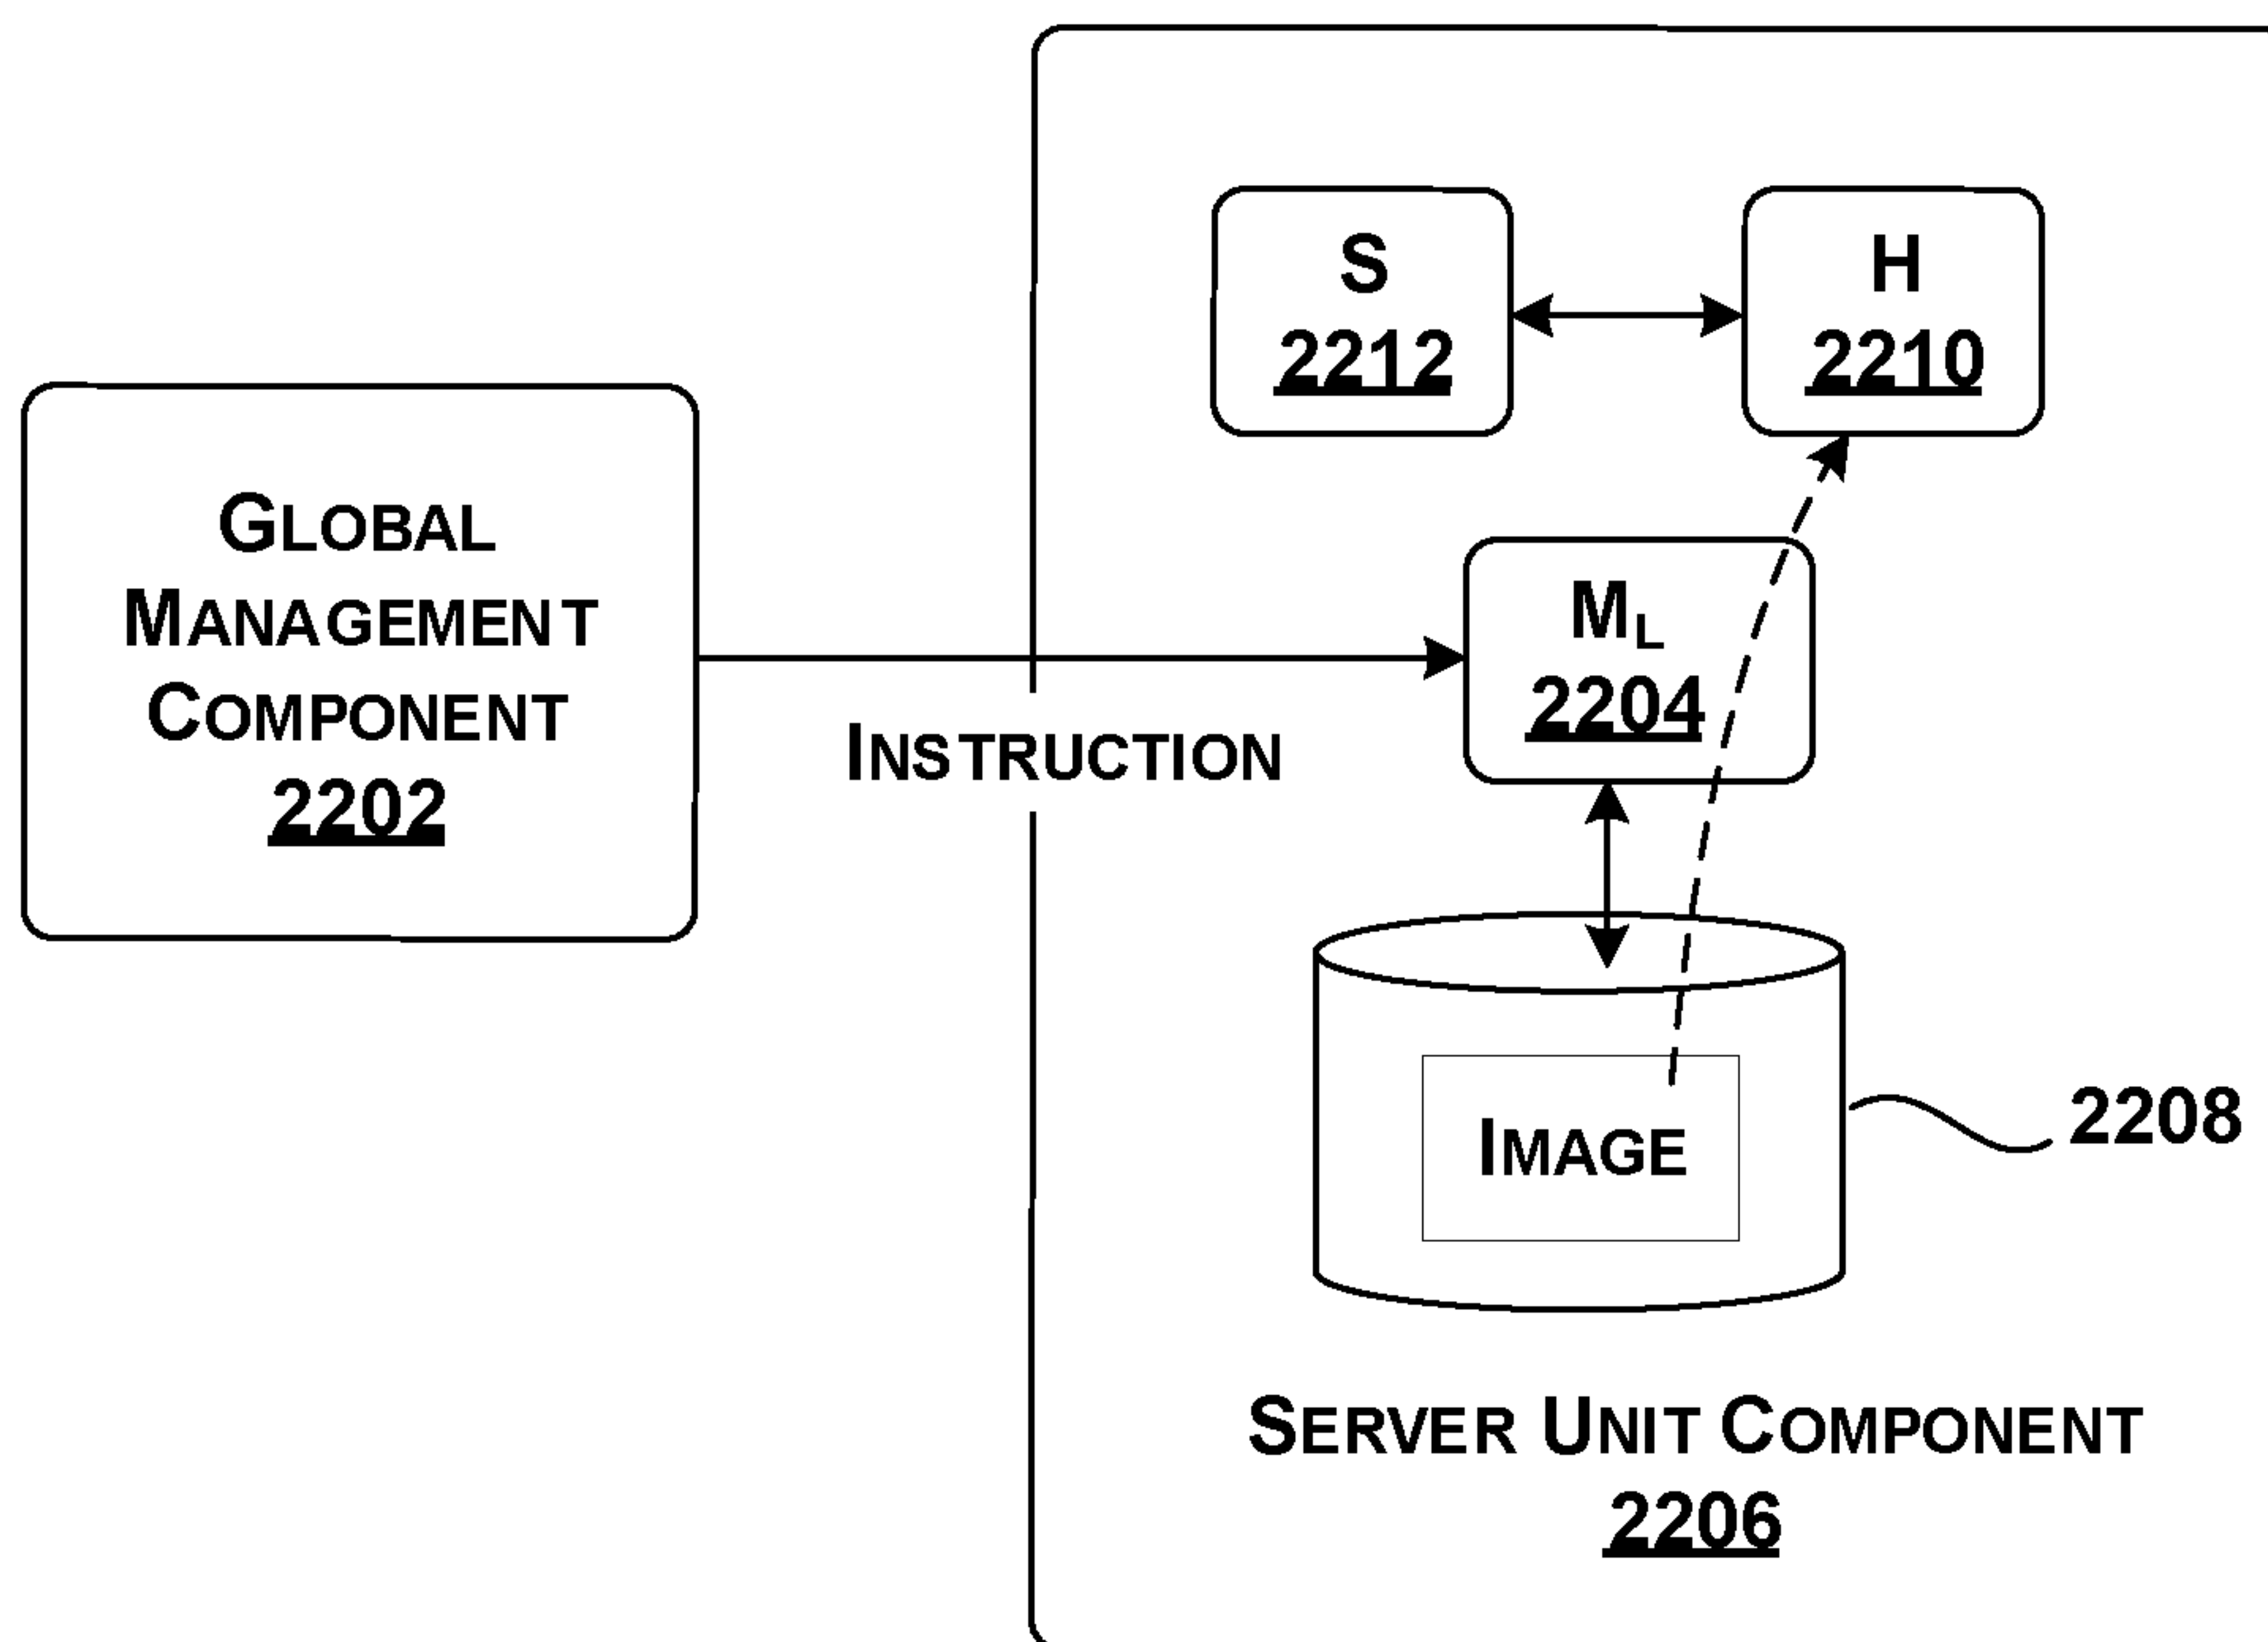 S
2212
H
2210
GLOBAL
MANAGEMENT
COMPONENT
2202
INSTRUCTION
ML
2204
IMAGE
2208
SERVER UNIT COMPONENT
2206